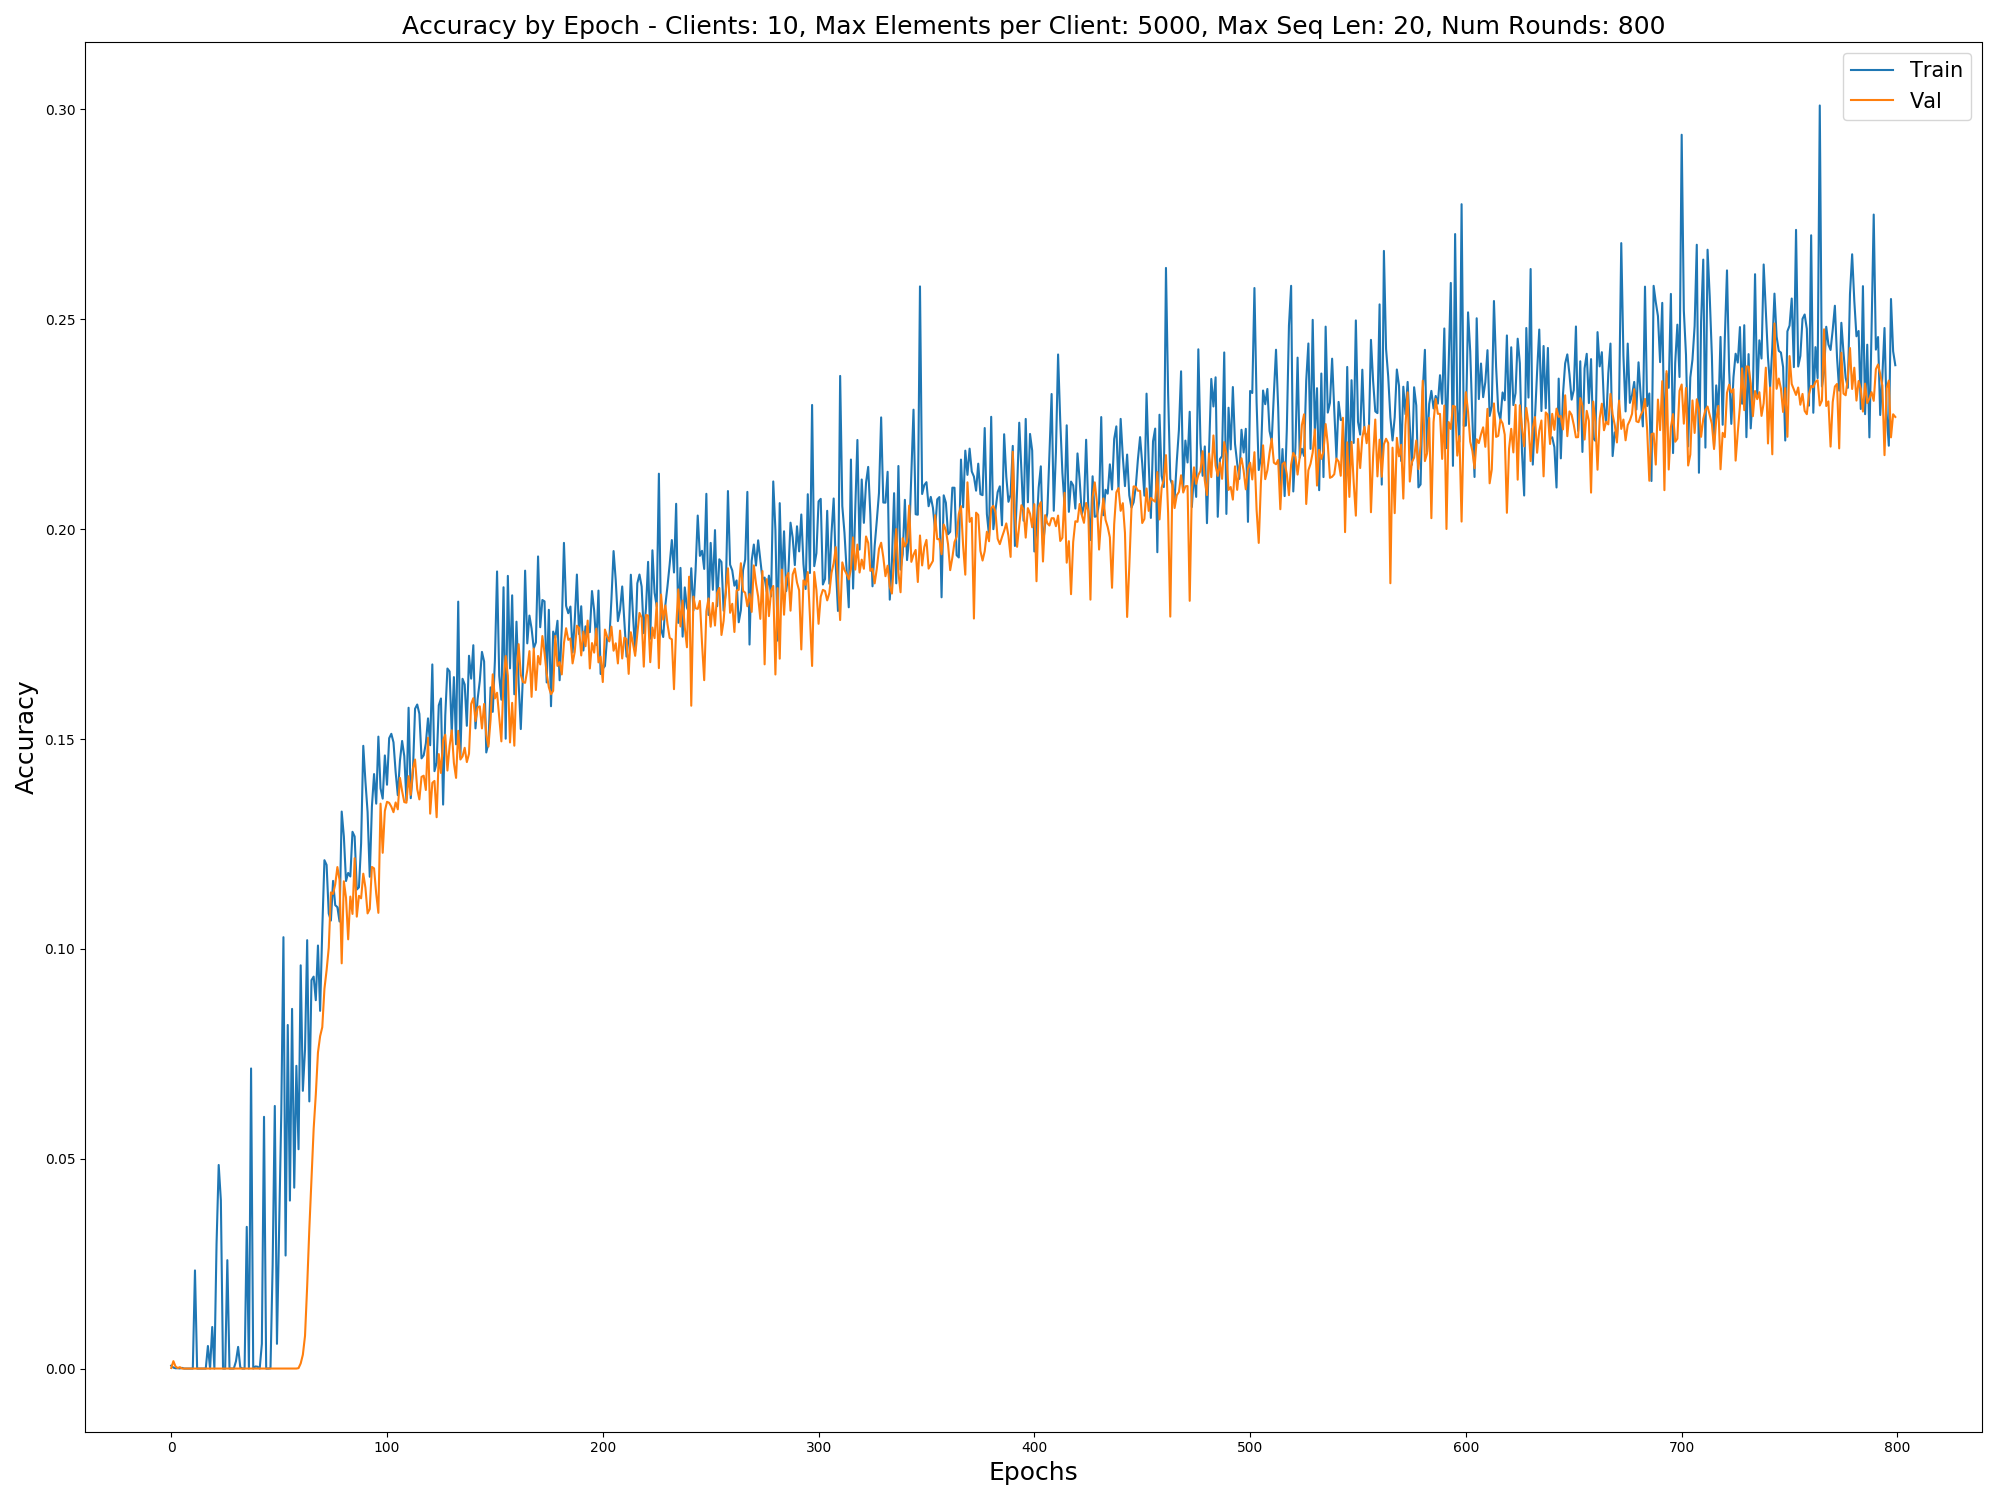 Accuracy by Epoch - Clients: 10, Max Elements per Client: 5000, Max Seq Len: 20, Num Rounds: 800
Train
Val
0.30
0.25
0.20
0.15
0.10
0.05
0.00
Accuracy
0 100 200 300 400 500 600 700 800
Epochs